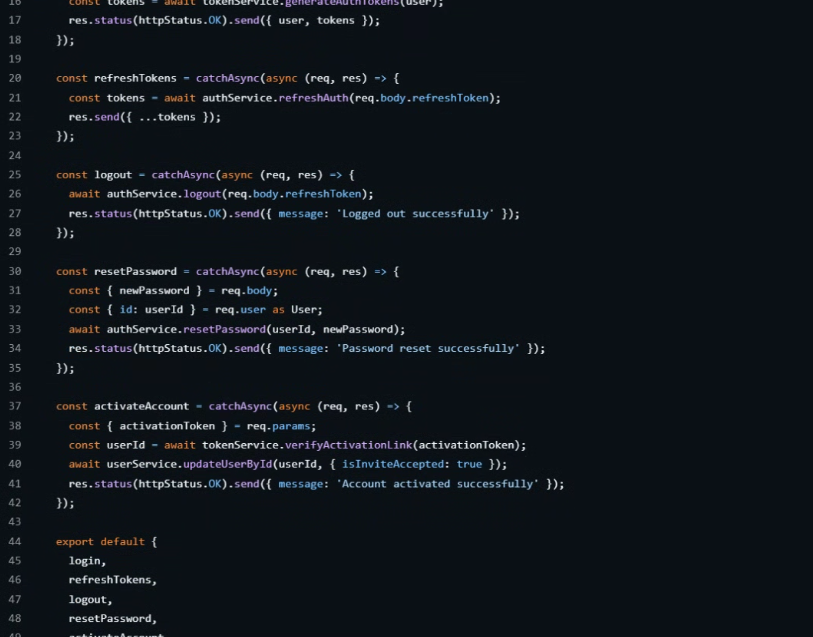 16 const tokens = await tokenService.generateAuthTokens(user);
17 res.status(httpStatus.OK).send({ user, tokens });
18 });
19
20 const refreshTokens = catchAsync(async (req, res) => {
21 const tokens = await authService.refreshAuth(req.body.refreshToken);
22 res.send({ ...tokens });
23 });
24
25 const logout = catchAsync(async (req, res) => {
26 await authService.logout(req.body.refreshToken);
27 res.status(httpStatus.OK).send({ message: 'Logged out successfully' });
28 });
29
30 const resetPassword = catchAsync(async (req, res) => {
31 const { newPassword } = req.body;
32 const { id: userId } = req.user as User;
33 await authService.resetPassword(userId, newPassword);
34 res.status(httpStatus.OK).send({ message: 'Password reset successfully' });
35 });
36
37 const activateAccount = catchAsync(async (req, res) => {
38 const { activationToken } = req.params;
39 const userId = await tokenService.verifyActivationLink(activationToken);
40 await userService.updateUserById(userId, { isInviteAccepted: true });
41 res.status(httpStatus.OK).send({ message: 'Account activated successfully' });
42 });
43
44 export default {
45 login,
46 refreshTokens,
47 logout,
48 resetPassword,
49 activateAccount